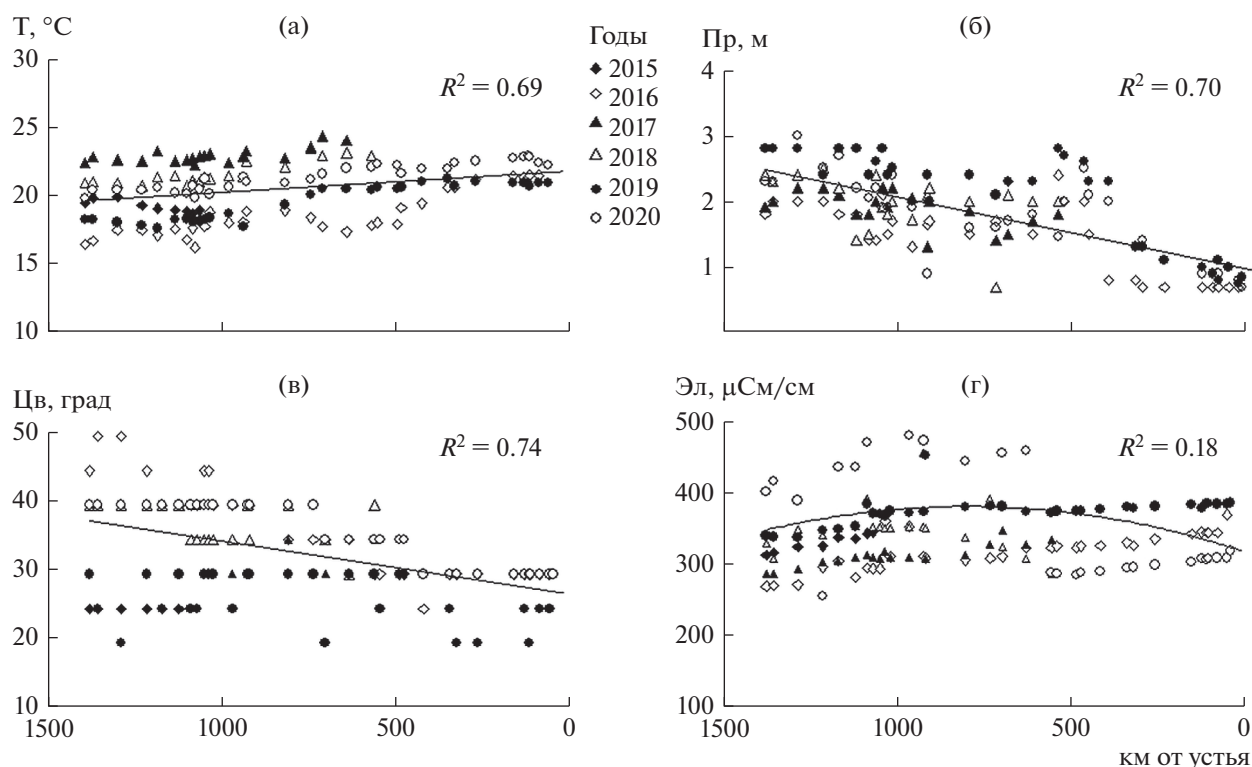 T, °C
(а)
30
25
20
15
10
R² = 0.69
Годы
2015
2016
2017
2018
2019
2020
Пр, м
(б)
4
3
2
1
R² = 0.70
Цв, град
(в)
50
40
30
20
10
R² = 0.74
1500
1000
500
0
Эл, μСм/см
(г)
500
400
300
200
100
R² = 0.18
1500
1000
500
0
км от устья